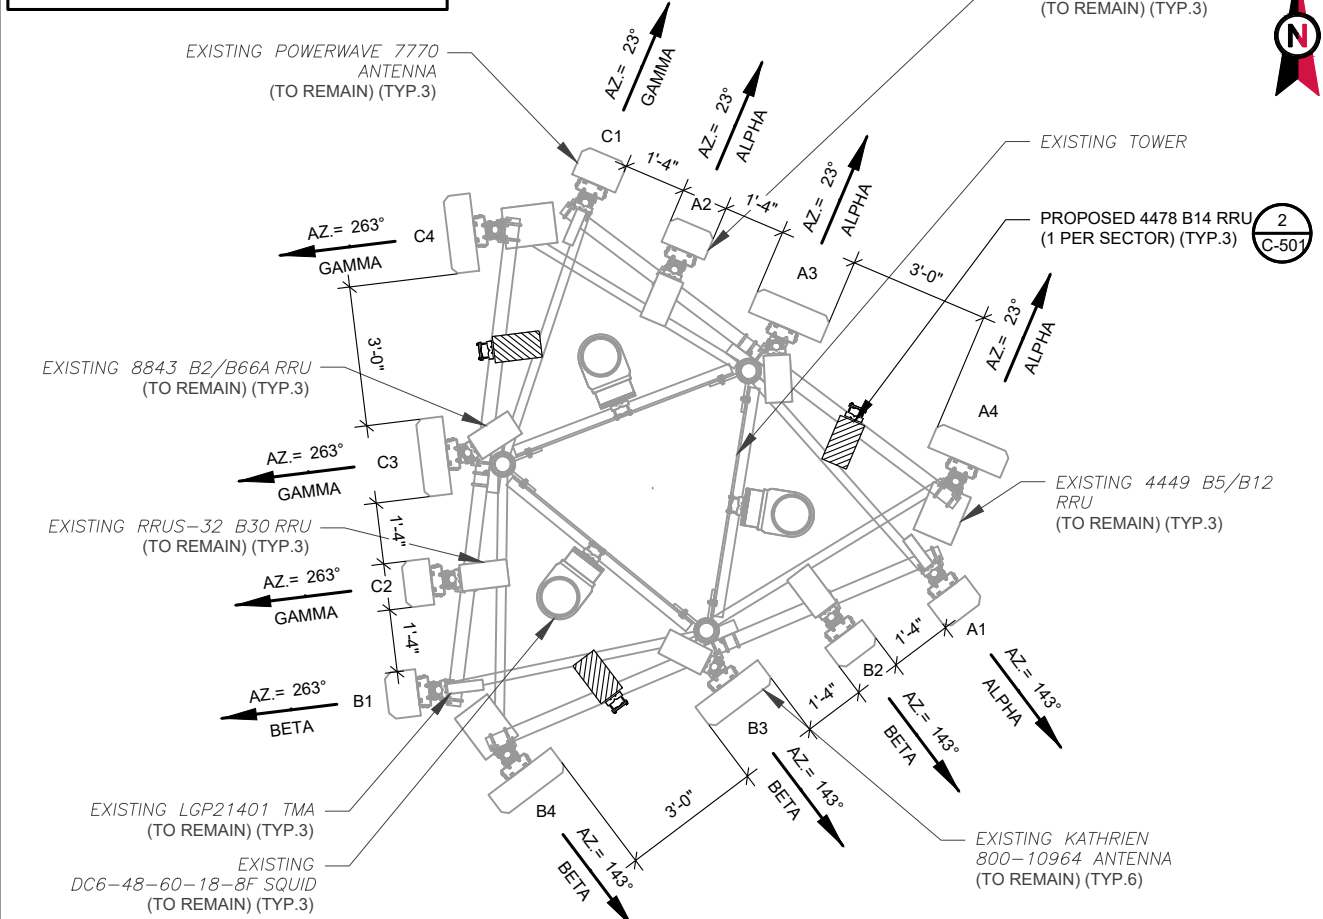 (TO REMAIN) (TYP.3)
N
EXISTING POWERWAVE 7770
ANTENNA
(TO REMAIN) (TYP.3)
AZ.= 23°
GAMMA
AZ.= 23°
ALPHA
AZ.= 23°
ALPHA
AZ.= 23°
ALPHA
EXISTING TOWER
PROPOSED 4478 B14 RRU
(1 PER SECTOR) (TYP.3)
2
C-501
C1
1'-4"
A2
1'-4"
A3
3'-0"
A4
AZ.= 263°
GAMMA
C4
3'-0"
EXISTING 8843 B2/B66A RRU
(TO REMAIN) (TYP.3)
AZ.= 263°
GAMMA
C3
1'-4"
EXISTING 4449 B5/B12
RRU
(TO REMAIN) (TYP.3)
EXISTING RRUS-32 B30 RRU
(TO REMAIN) (TYP.3)
AZ.= 263°
GAMMA
C2
1'-4"
AZ.= 263°
BETA
B1
A1
1'-4"
B2
1'-4"
B3
3'-0"
B4
AZ.= 143°
ALPHA
AZ.= 143°
BETA
AZ.= 143°
BETA
AZ.= 143°
BETA
EXISTING LGP21401 TMA
(TO REMAIN) (TYP.3)
EXISTING
DC6-48-60-18-8F SQUID
(TO REMAIN) (TYP.3)
EXISTING KATHRIEN
800-10964 ANTENNA
(TO REMAIN) (TYP.6)